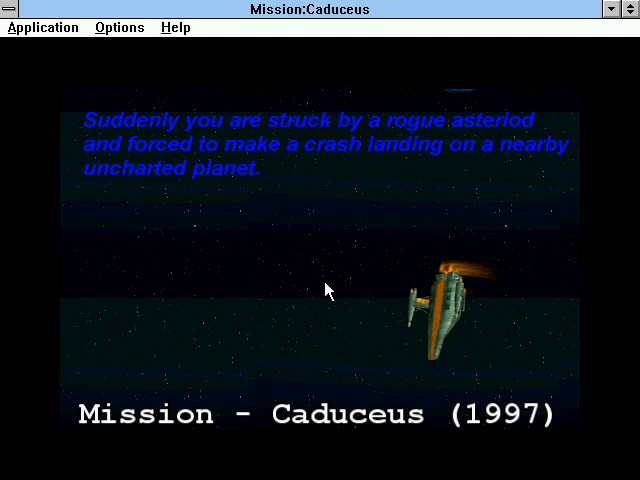 Mission:Caduceus
Application Options Help
Suddenly you are struck by a rogue asteriod
and forced to make a crash landing on a nearby
uncharted planet.
Mission - Caduceus (1997)